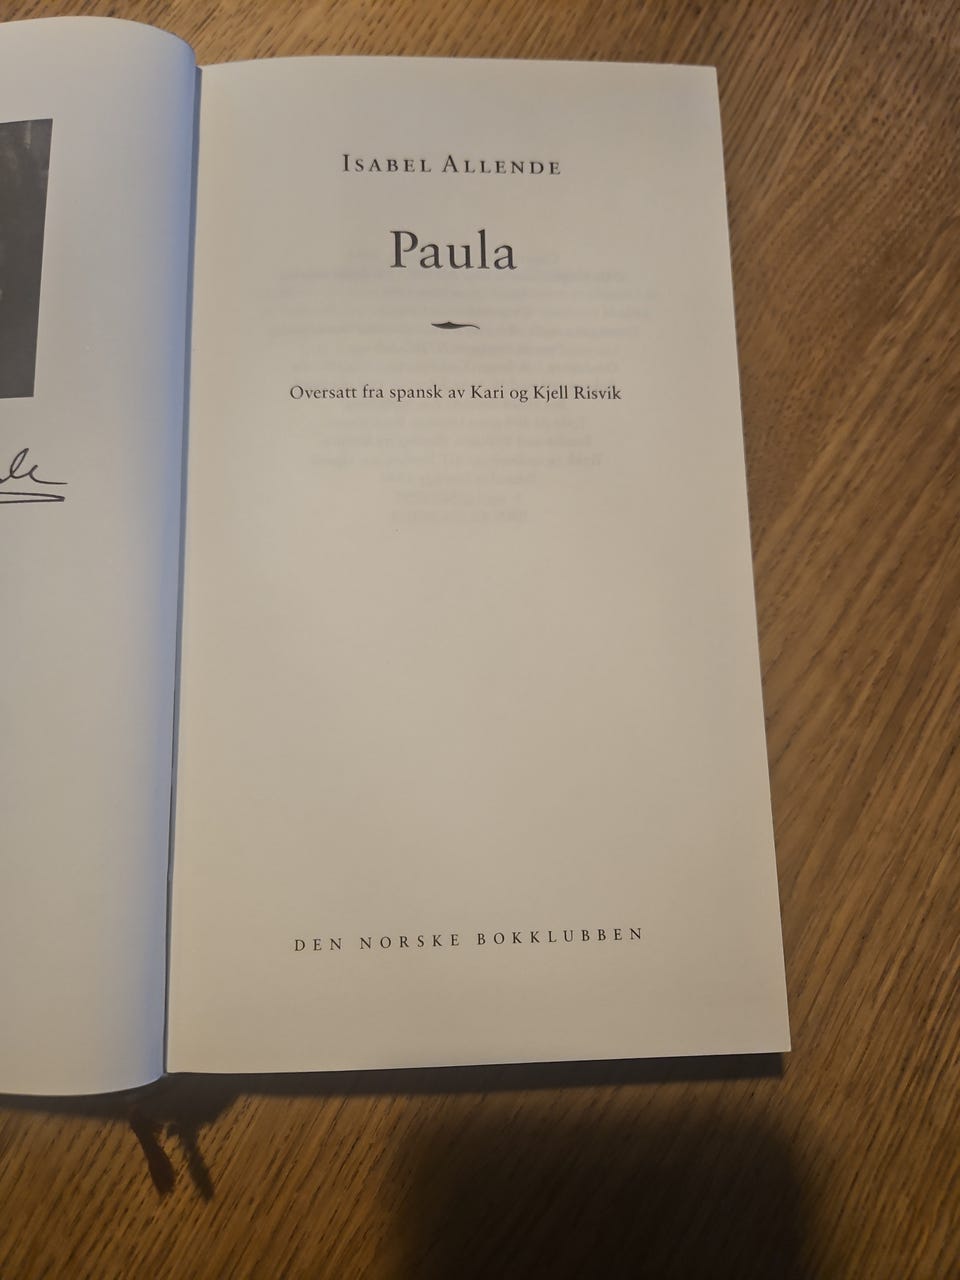 ISABEL ALLENDE
Paula
Oversatt fra spansk av Kari og Kjell Risvik
DEN NORSKE BOKKLUBBEN